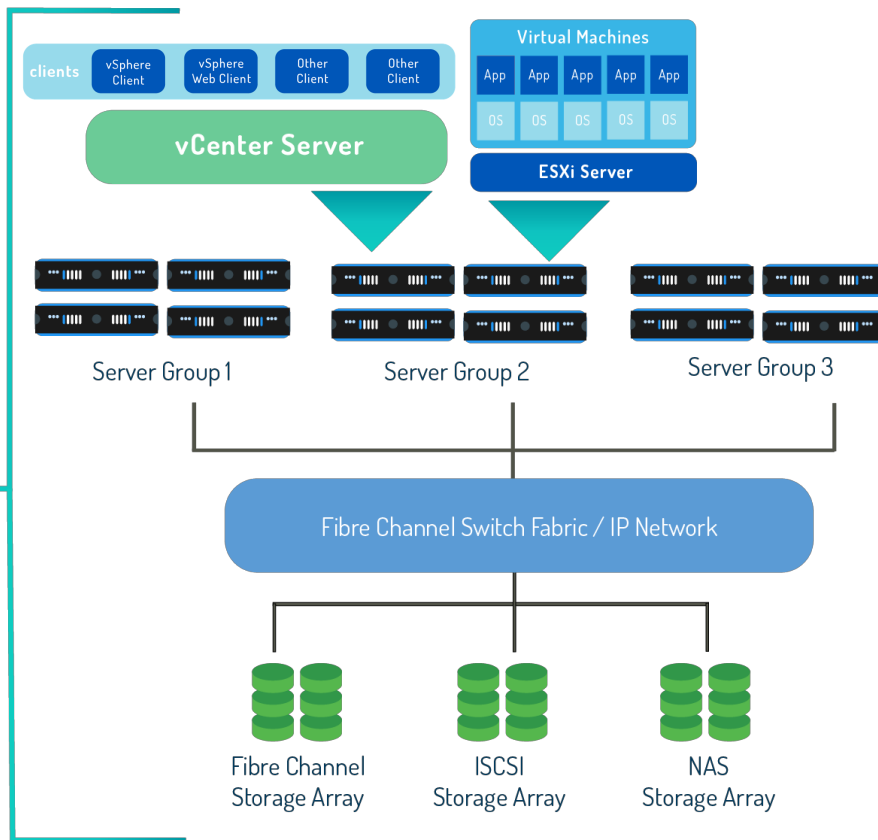 clients
vSphere
Client
vSphere
Web Client
Other
Client
Other
Client
vCenter Server
Virtual Machines
App App App App App
OS OS OS OS OS
ESXi Server
Server Group 1
Server Group 2
Server Group 3
Fibre Channel Switch Fabric / IP Network
Fibre Channel
Storage Array
ISCSI
Storage Array
NAS
Storage Array